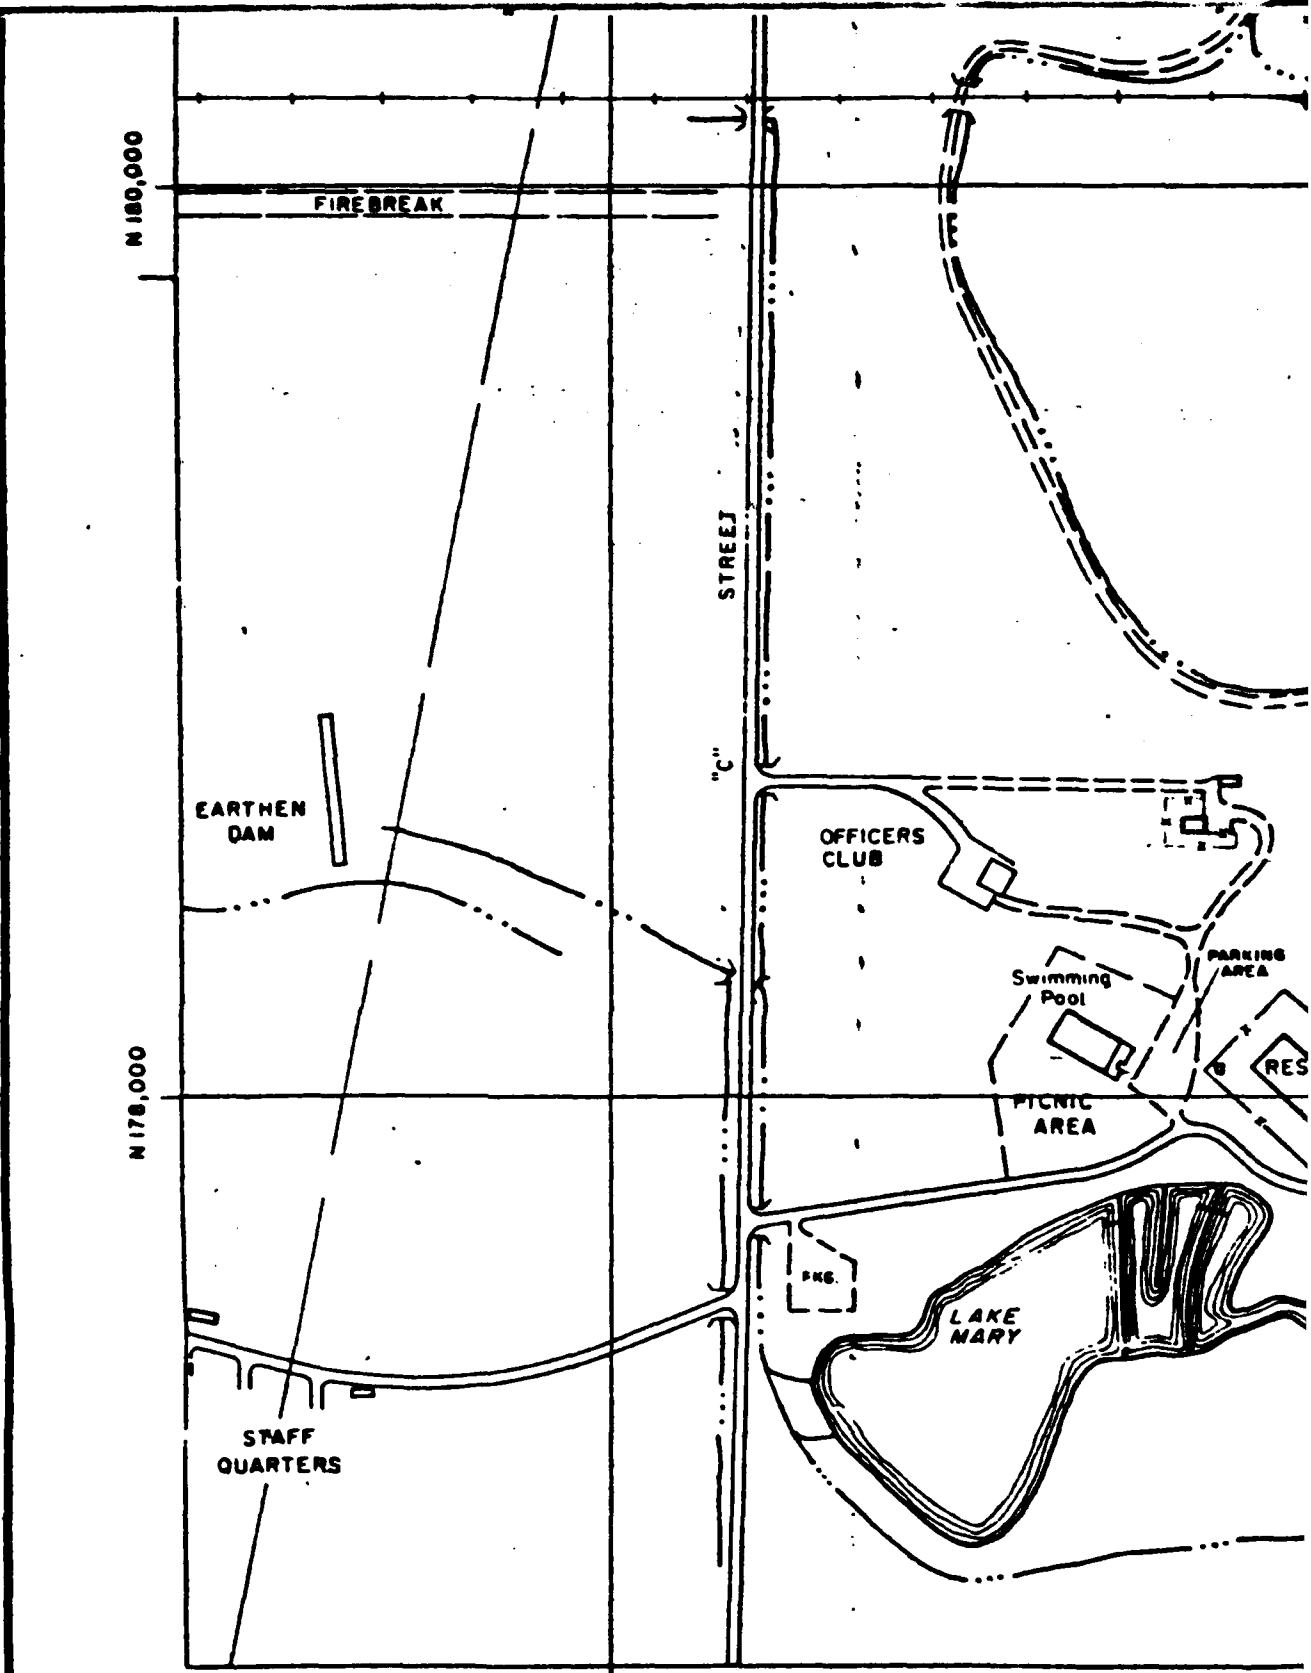 N 180,000
FIREBREAK
STREET
"C"
EARTHEN
DAM
OFFICERS
CLUB
PARKING
AREA
Swimming
Pool
RES
N 178,000
PICNIC
AREA
PKG.
LAKE
MARY
STAFF
QUARTERS